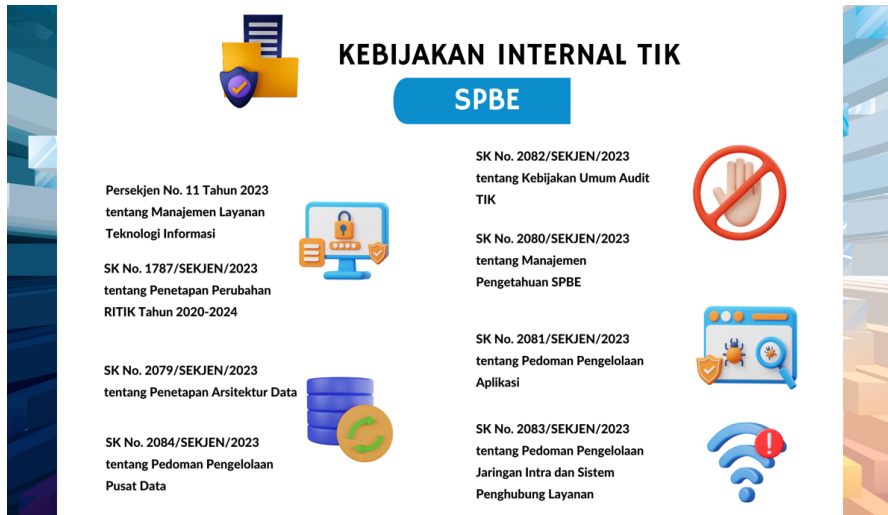 KEBIJAKAN INTERNAL TIK
SPBE
Persekjen No. 11 Tahun 2023
tentang Manajemen Layanan
Teknologi Informasi
SK No. 1787/SEKJEN/2023
tentang Penetapan Perubahan
RITIK Tahun 2020-2024
SK No. 2079/SEKJEN/2023
tentang Penetapan Arsitektur Data
SK No. 2084/SEKJEN/2023
tentang Pedoman Pengelolaan
Pusat Data
SK No. 2082/SEKJEN/2023
tentang Kebijakan Umum Audit
TIK
SK No. 2080/SEKJEN/2023
tentang Manajemen
Pengetahuan SPBE
SK No. 2081/SEKJEN/2023
tentang Pedoman Pengelolaan
Aplikasi
SK No. 2083/SEKJEN/2023
tentang Pedoman Pengelolaan
Jaringan Intra dan Sistem
Penghubung Layanan